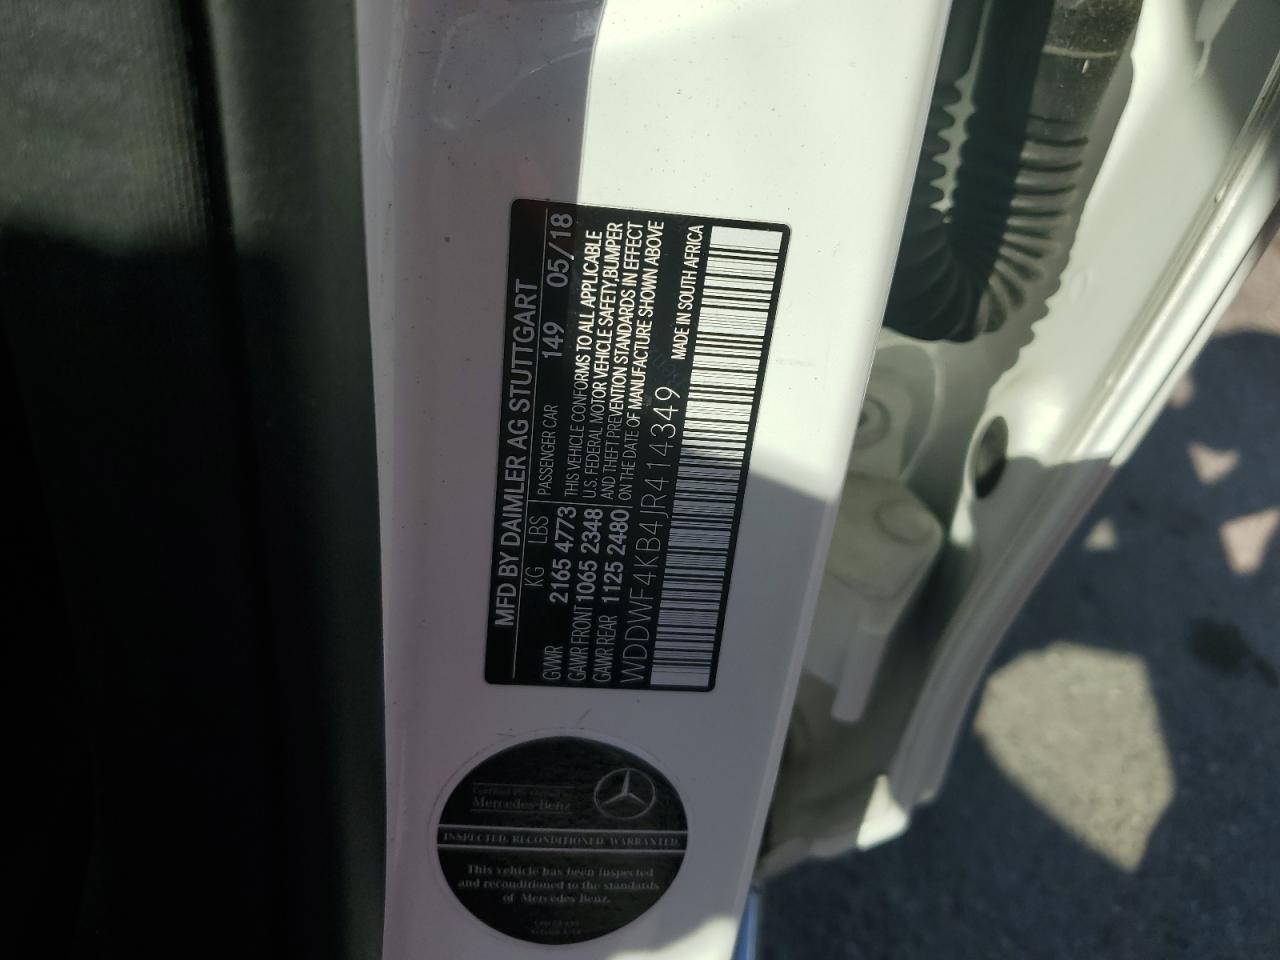 MFD BY DAIMLER AG STUTTGART
KG LBS PASSENGER CAR 149 05/18
GVWR 2165 4773 THIS VEHICLE CONFORMS TO ALL APPLICABLE
GAWR FRONT 1065 2348 U.S. FEDERAL MOTOR VEHICLE SAFETY,BUMPER
GAWR REAR 1125 2480 AND THEFT PREVENTION STANDARDS IN EFFECT
ON THE DATE OF MANUFACTURE SHOWN ABOVE
WDDWF4KB4JR414349 MADE IN SOUTH AFRICA
Mercedes-Benz
INSPECTED. RECONDITIONED. WARRANTED.
This vehicle has been inspected
and reconditioned to the standards
of Mercedes Benz.